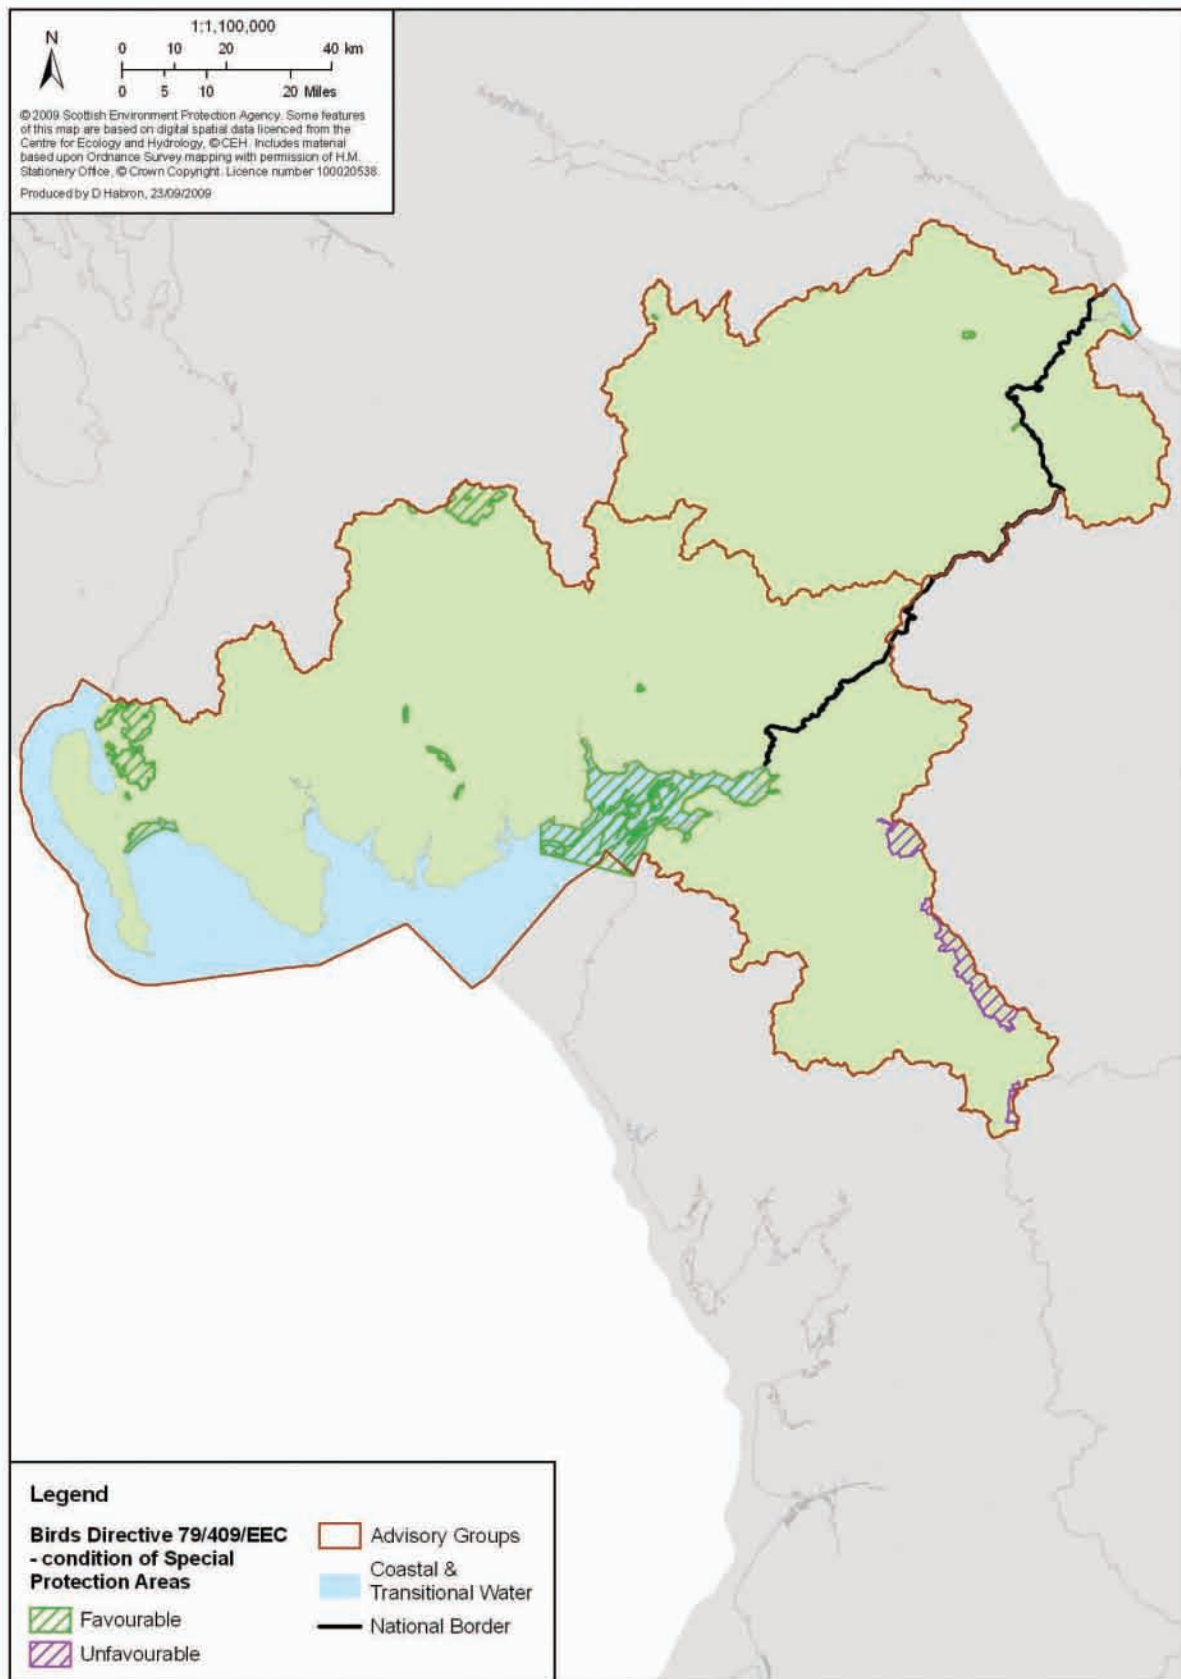 1:1,100,000
N
0 10 20 40 km
0 5 10 20 Miles
© 2009 Scottish Environment Protection Agency. Some features
of this map are based on digital spatial data licenced from the
Centre for Ecology and Hydrology, © CEH. Includes material
based upon Ordnance Survey mapping with permission of H.M.
Stationery Office, © Crown Copyright. Licence number 100020538.
Produced by D Habron, 23/09/2009
Legend
Birds Directive 79/409/EEC
- condition of Special
Protection Areas
Favourable
Unfavourable
Advisory Groups
Coastal &
Transitional Water
National Border